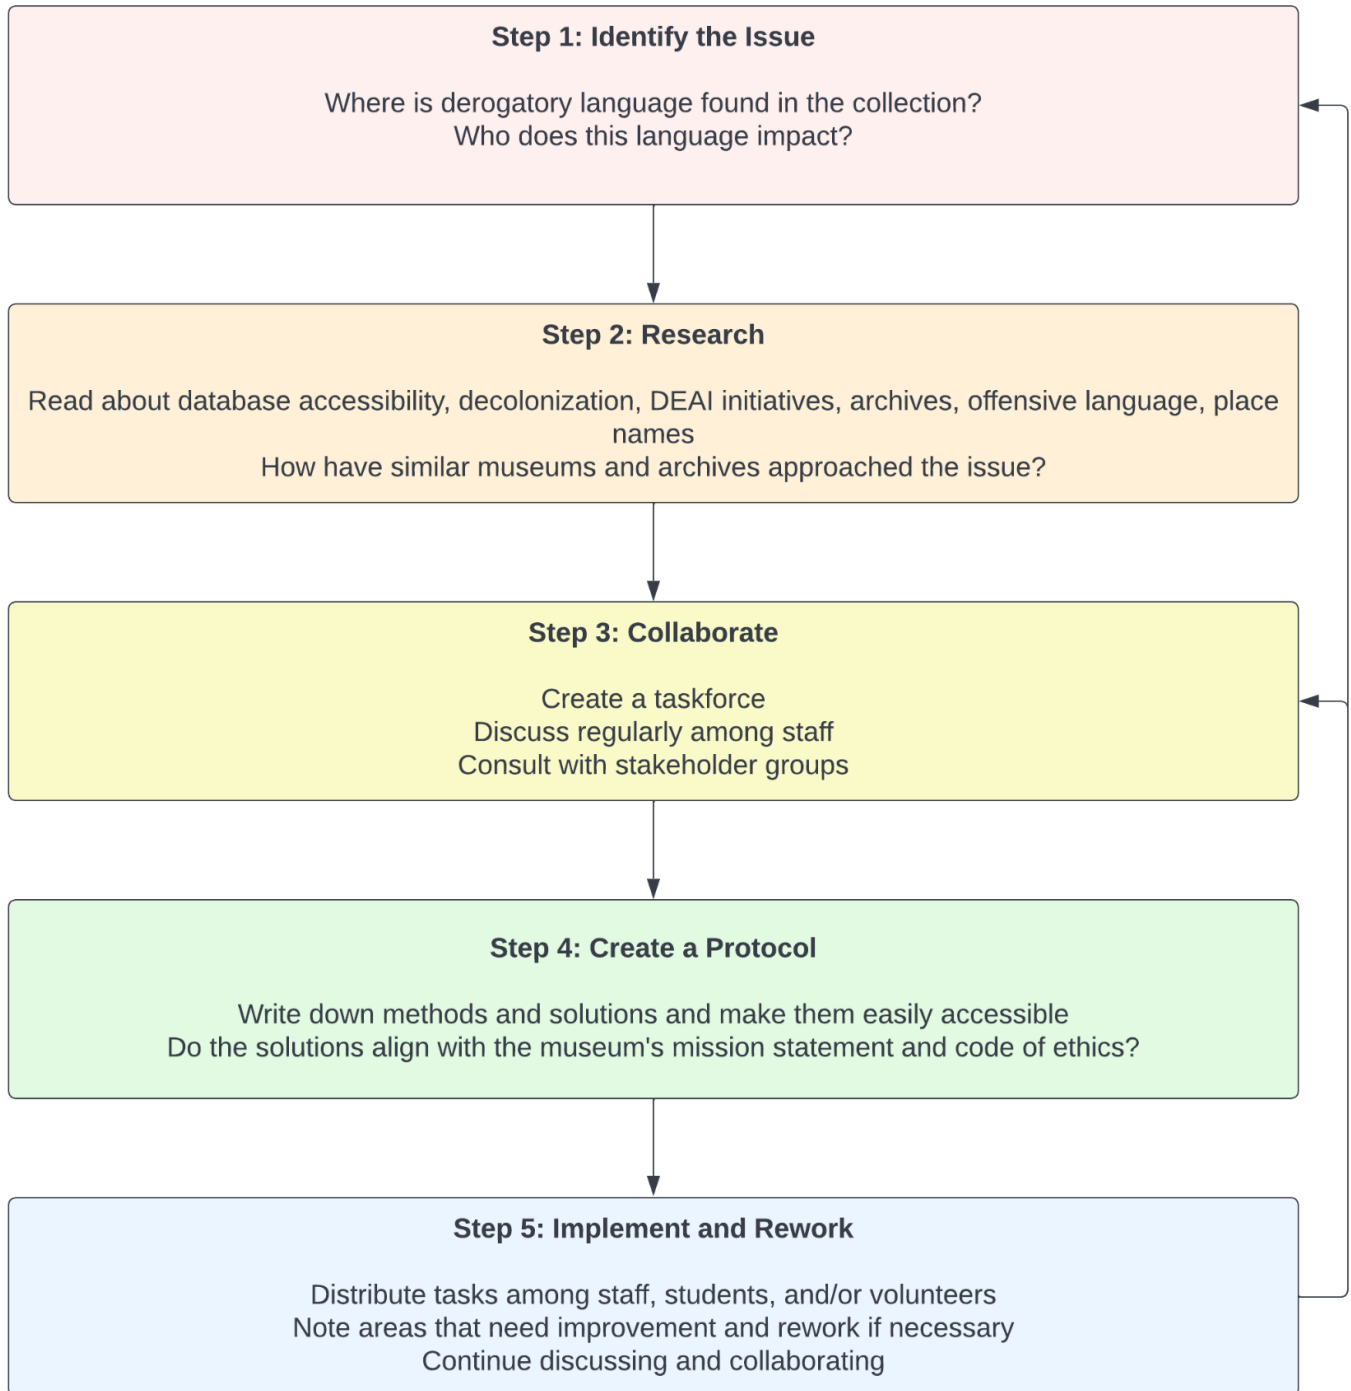 Step 1: Identify the Issue
Where is derogatory language found in the collection?
Who does this language impact?
Step 2: Research
Read about database accessibility, decolonization, DEAI initiatives, archives, offensive language, place
names
How have similar museums and archives approached the issue?
Step 3: Collaborate
Create a taskforce
Discuss regularly among staff
Consult with stakeholder groups
Step 4: Create a Protocol
Write down methods and solutions and make them easily accessible
Do the solutions align with the museum's mission statement and code of ethics?
Step 5: Implement and Rework
Distribute tasks among staff, students, and/or volunteers
Note areas that need improvement and rework if necessary
Continue discussing and collaborating